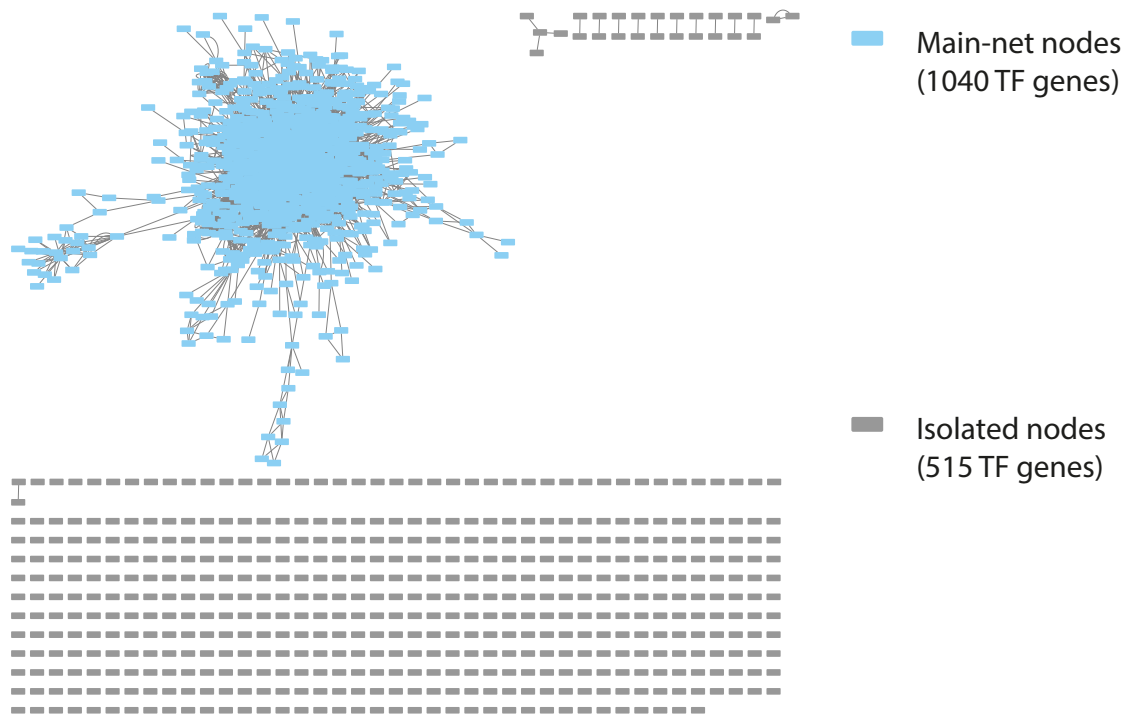 Main-net nodes
(1040 TF genes)
Isolated nodes
(515 TF genes)